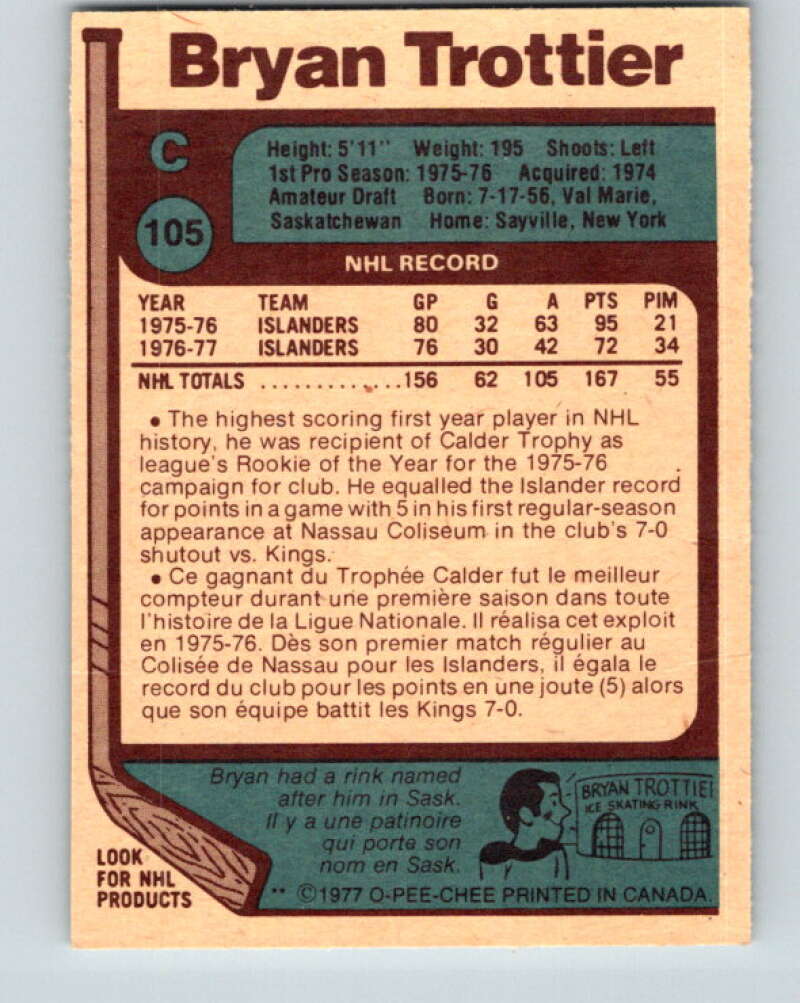 Bryan Trottier
C
Height: 5'11" Weight: 195 Shoots: Left
1st Pro Season: 1975-76 Acquired: 1974
Amateur Draft Born: 7-17-56, Val Marie,
Saskatchewan Home: Sayville, New York
105
NHL RECORD
YEAR TEAM GP G A PTS PIM
1975-76 ISLANDERS 80 32 63 95 21
1976-77 ISLANDERS 76 30 42 72 34
NHL TOTALS ............156 62 105 167 55
• The highest scoring first year player in NHL
history, he was recipient of Calder Trophy as
league's Rookie of the Year for the 1975-76
campaign for club. He equalled the Islander record
for points in a game with 5 in his first regular-season
appearance at Nassau Coliseum in the club's 7-0
shutout vs. Kings.
• Ce gagnant du Trophée Calder fut le meilleur
compteur durant une première saison dans toute
l'histoire de la Ligue Nationale. Il réalisa cet exploit
en 1975-76. Dès son premier match régulier au
Colisée de Nassau pour les Islanders, il égala le
record du club pour les points en une joute (5) alors
que son équipe battit les Kings 7-0.
Bryan had a rink named
after him in Sask.
Il y a une patinoire
qui porte son
nom en Sask.
BRYAN TROTTIE
ICE SKATING RINK
LOOK
FOR NHL
PRODUCTS
** ©1977 O-PEE-CHEE PRINTED IN CANADA.